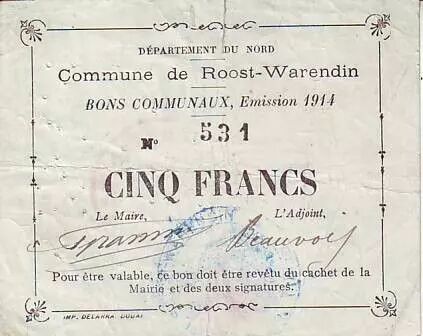 DÉPARTEMENT DU NORD
Commune de Roost-Warendin
BONS COMMUNAUX, Emission 1914
N° 531
CINQ FRANCS
Le Maire, L'Adjoint,
Beauvois
Pour être valable, ce bon doit être revêtu du cachet de la
Mairie et des deux signatures.
IMP. DELARRA, DOUAI